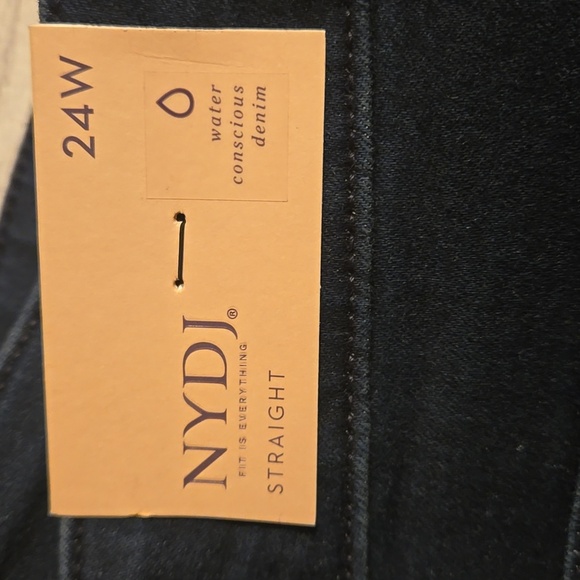 24W
water
conscious
denim
NYDJ®
FIT IS EVERYTHING
STRAIGHT